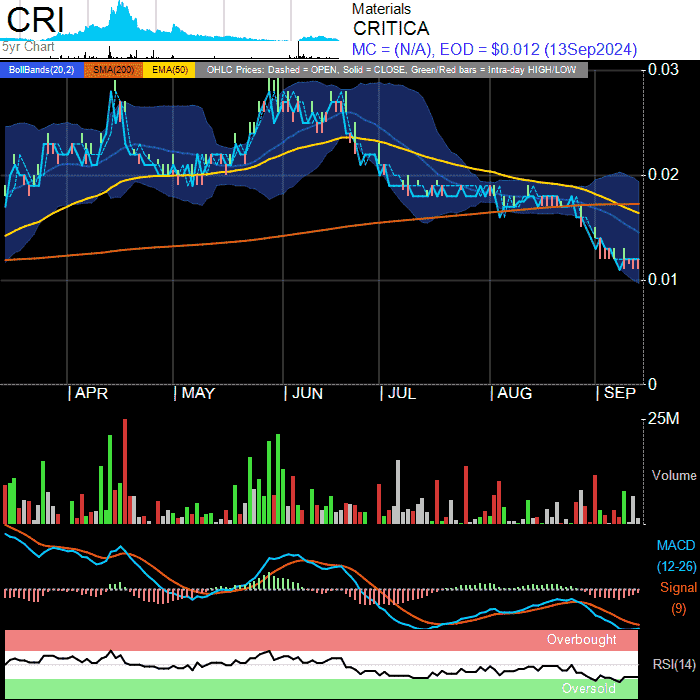 CRI
5yr Chart
Materials
CRITICA
MC = (N/A), EOD = $0.012 (13Sep2024)
BollBands(20,2) SMA(200) EMA(50) OHLC Prices: Dashed = OPEN, Solid = CLOSE, Green/Red bars = Intra-day HIGH/LOW
0.03
0.02
0.01
0
APR MAY JUN JUL AUG SEP
25M
Volume
MACD
(12-26)
Signal
(9)
Overbought
RSI(14)
Oversold